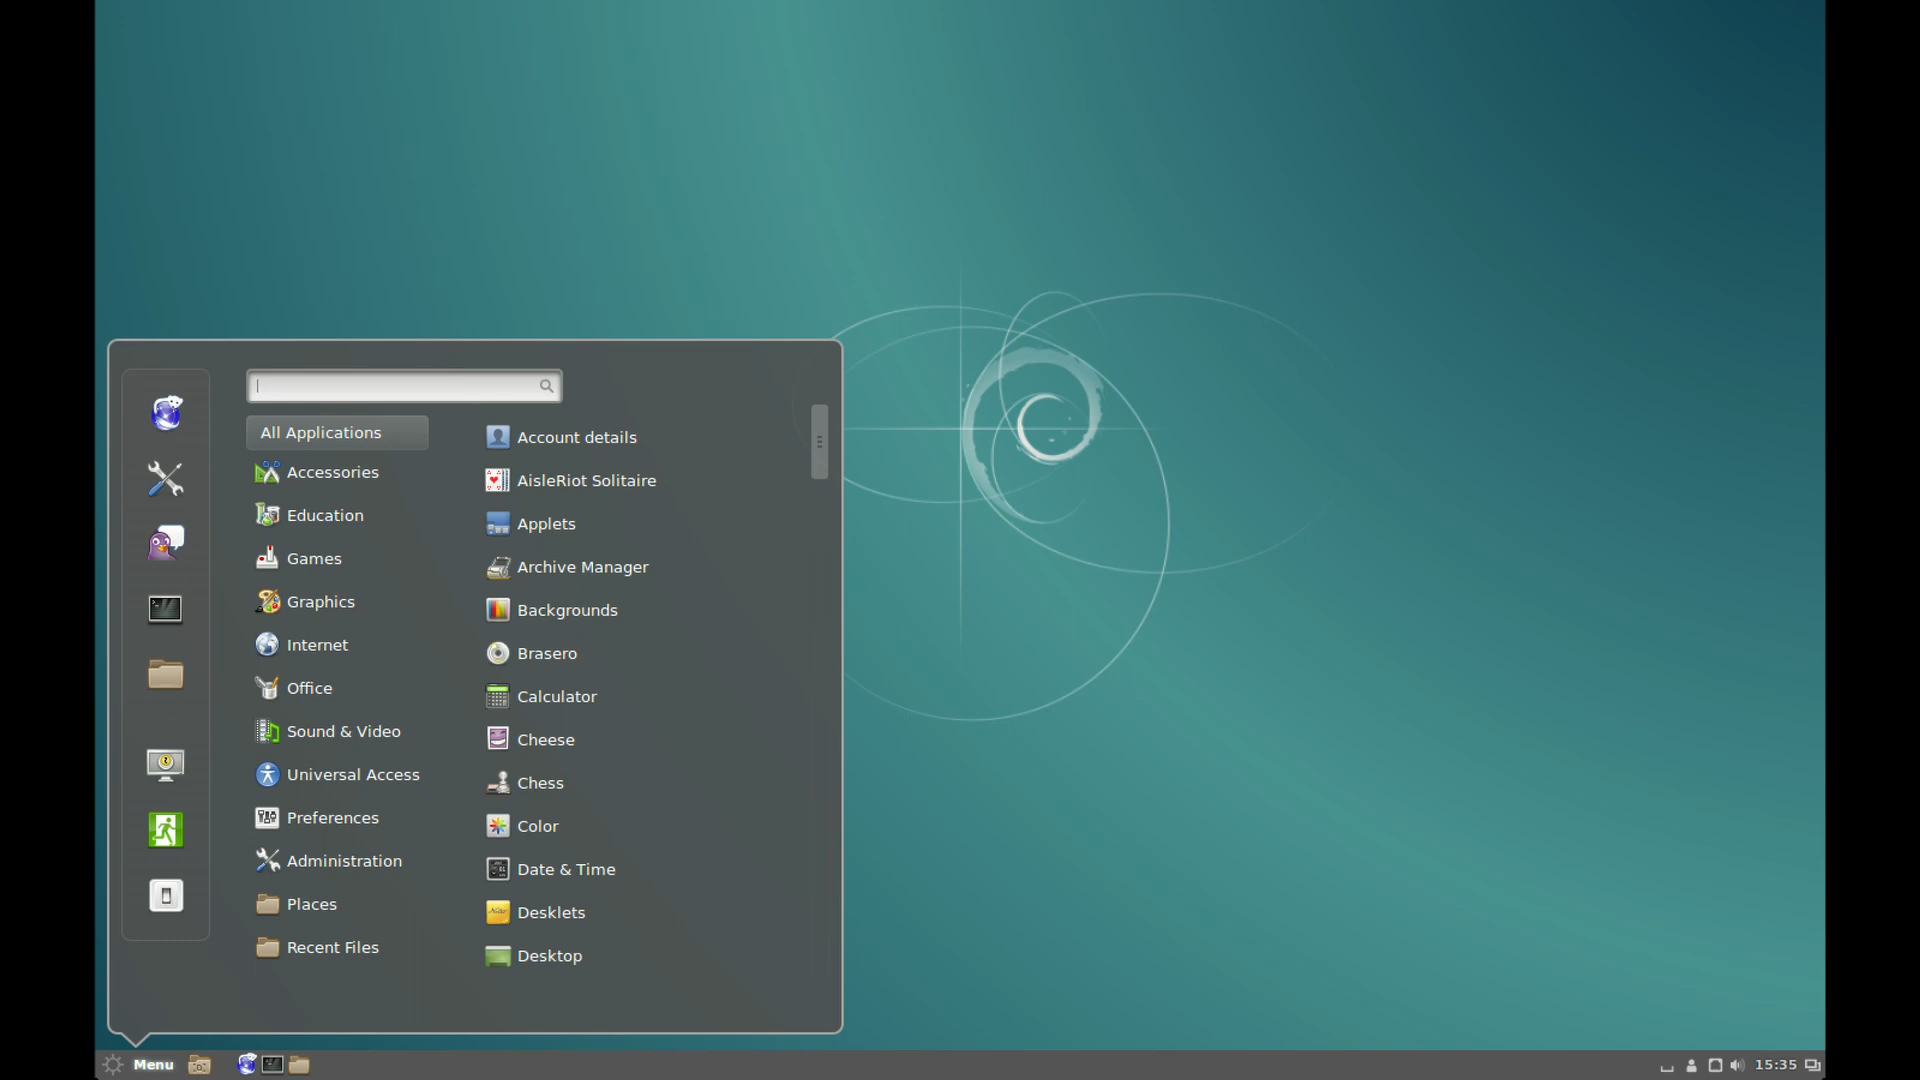 All Applications
Accessories
Education
Games
Graphics
Internet
Office
Sound & Video
Universal Access
Preferences
Administration
Places
Recent Files
Account details
AisleRiot Solitaire
Applets
Archive Manager
Backgrounds
Brasero
Calculator
Cheese
Chess
Color
Date & Time
Desklets
Desktop
Menu
15:35